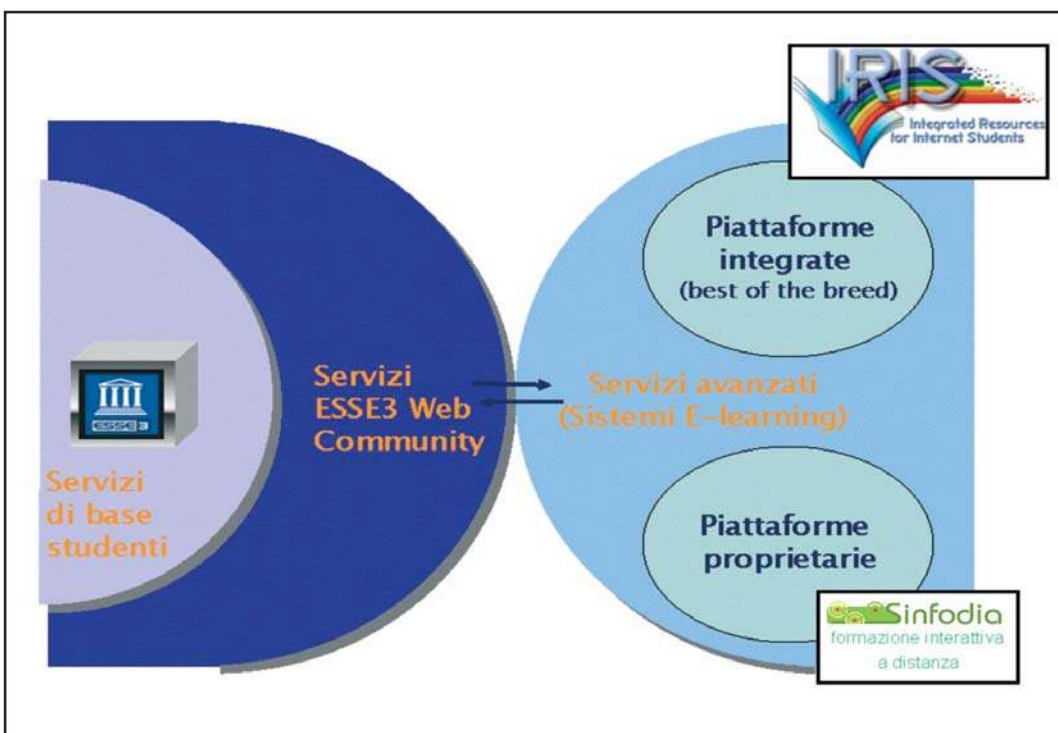 IRIS
Integrated Resources
for Internet Students
Piattaforme
integrate
(best of the breed)
Servizi
ESSE3 Web
Community
Servizi avanzati
(Sistemi E-learning)
ESSE3
Servizi
di base
studenti
Piattaforme
proprietarie
Sinfodia
formazione interattiva
a distanza